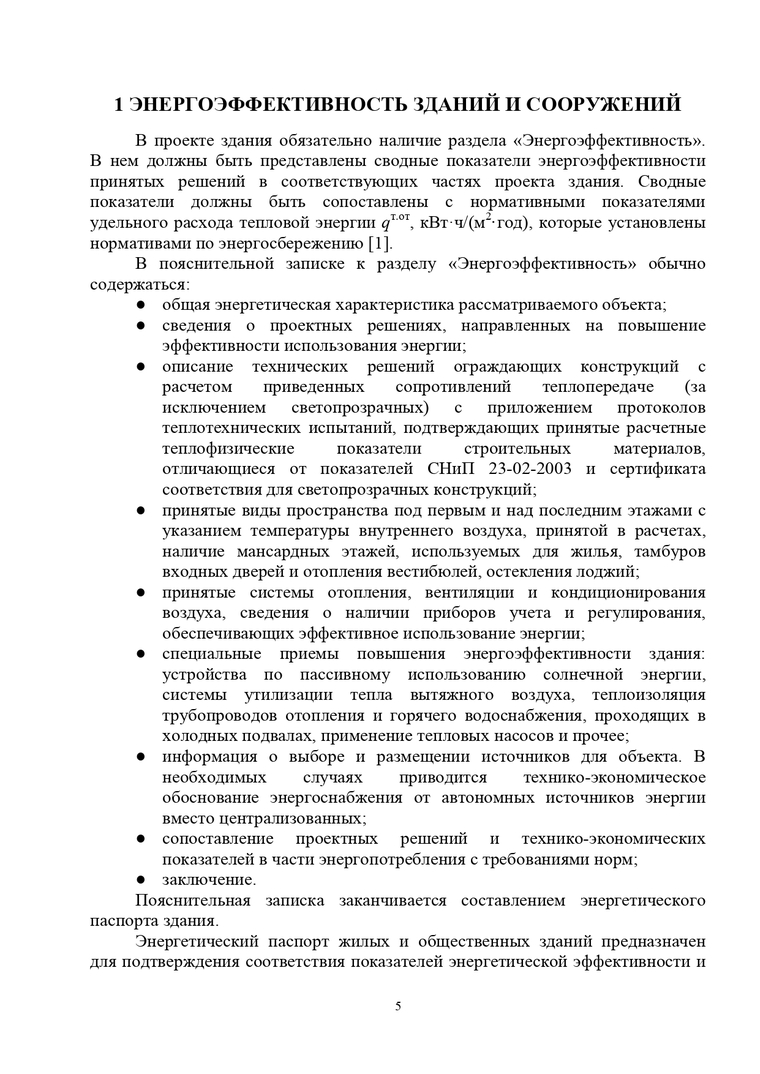 1 ЭНЕРГОЭФФЕКТИВНОСТЬ ЗДАНИЙ И СООРУЖЕНИЙ
В проекте здания обязательно наличие раздела «Энергоэффективность».
В нем должны быть представлены сводные показатели энергоэффективности
принятых решений в соответствующих частях проекта здания. Сводные
показатели должны быть сопоставлены с нормативными показателями
удельного расхода тепловой энергии qᵀ·ᵒᵀ, кВт·ч/(м²·год), которые установлены
нормативами по энергосбережению [1].
В пояснительной записке к разделу «Энергоэффективность» обычно
содержаться:
● общая энергетическая характеристика рассматриваемого объекта;
● сведения о проектных решениях, направленных на повышение
эффективности использования энергии;
● описание технических решений ограждающих конструкций с
расчетом приведенных сопротивлений теплопередаче (за
исключением светопрозрачных) с приложением протоколов
теплотехнических испытаний, подтверждающих принятые расчетные
теплофизические показатели строительных материалов,
отличающиеся от показателей СНиП 23-02-2003 и сертификата
соответствия для светопрозрачных конструкций;
● принятые виды пространства под первым и над последним этажами с
указанием температуры внутреннего воздуха, принятой в расчетах,
наличие мансардных этажей, используемых для жилья, тамбуров
входных дверей и отопления вестибюлей, остекления лоджий;
● принятые системы отопления, вентиляции и кондиционирования
воздуха, сведения о наличии приборов учета и регулирования,
обеспечивающих эффективное использование энергии;
● специальные приемы повышения энергоэффективности здания:
устройства по пассивному использованию солнечной энергии,
системы утилизации тепла вытяжного воздуха, теплоизоляция
трубопроводов отопления и горячего водоснабжения, проходящих в
холодных подвалах, применение тепловых насосов и прочее;
● информация о выборе и размещении источников для объекта. В
необходимых случаях приводится технико-экономическое
обоснование энергоснабжения от автономных источников энергии
вместо централизованных;
● сопоставление проектных решений и технико-экономических
показателей в части энергопотребления с требованиями норм;
● заключение.
Пояснительная записка заканчивается составлением энергетического
паспорта здания.
Энергетический паспорт жилых и общественных зданий предназначен
для подтверждения соответствия показателей энергетической эффективности и
5